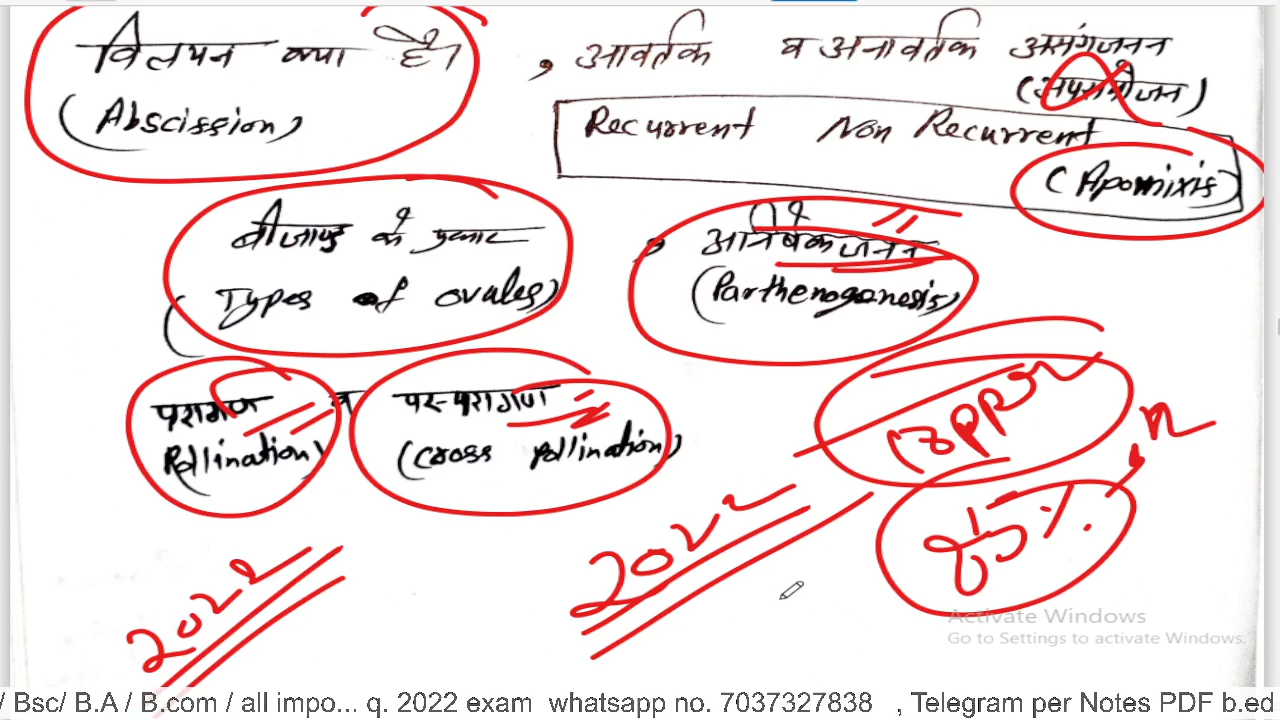 विलयन क्या है।
(Abscission)
, आवर्तक व अनावर्तक असंगजनन
Recurrent Non Recurrent
(Apomixis)
बीजाण्ड के प्रकार
(Types of ovules)
, अनिषेकजनन
(Parthenogenesis)
परागण व पर-परागण
Pollination) (cross pollination)
85%
2022
2022
Activate Windows
Go to Settings to activate Windows.
/ Bsc/ B.A / B.com / all impo... q. 2022 exam whatsapp no. 7037327838 , Telegram per Notes PDF b.ed